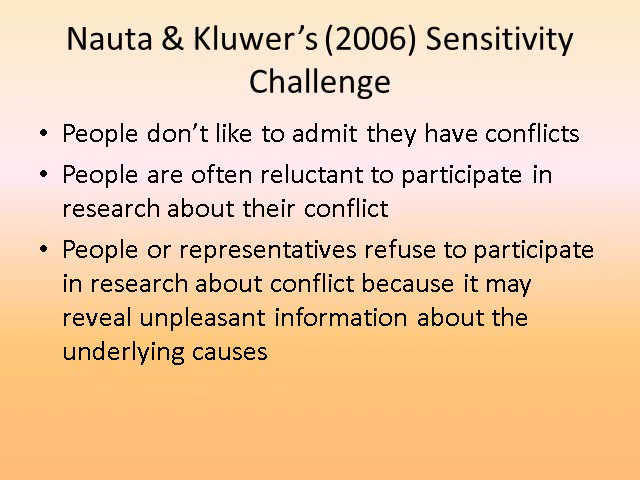 Nauta & Kluwer’s (2006) Sensitivity
Challenge
• People don’t like to admit they have conflicts
• People are often reluctant to participate in
research about their conflict
• People or representatives refuse to participate
in research about conflict because it may
reveal unpleasant information about the
underlying causes